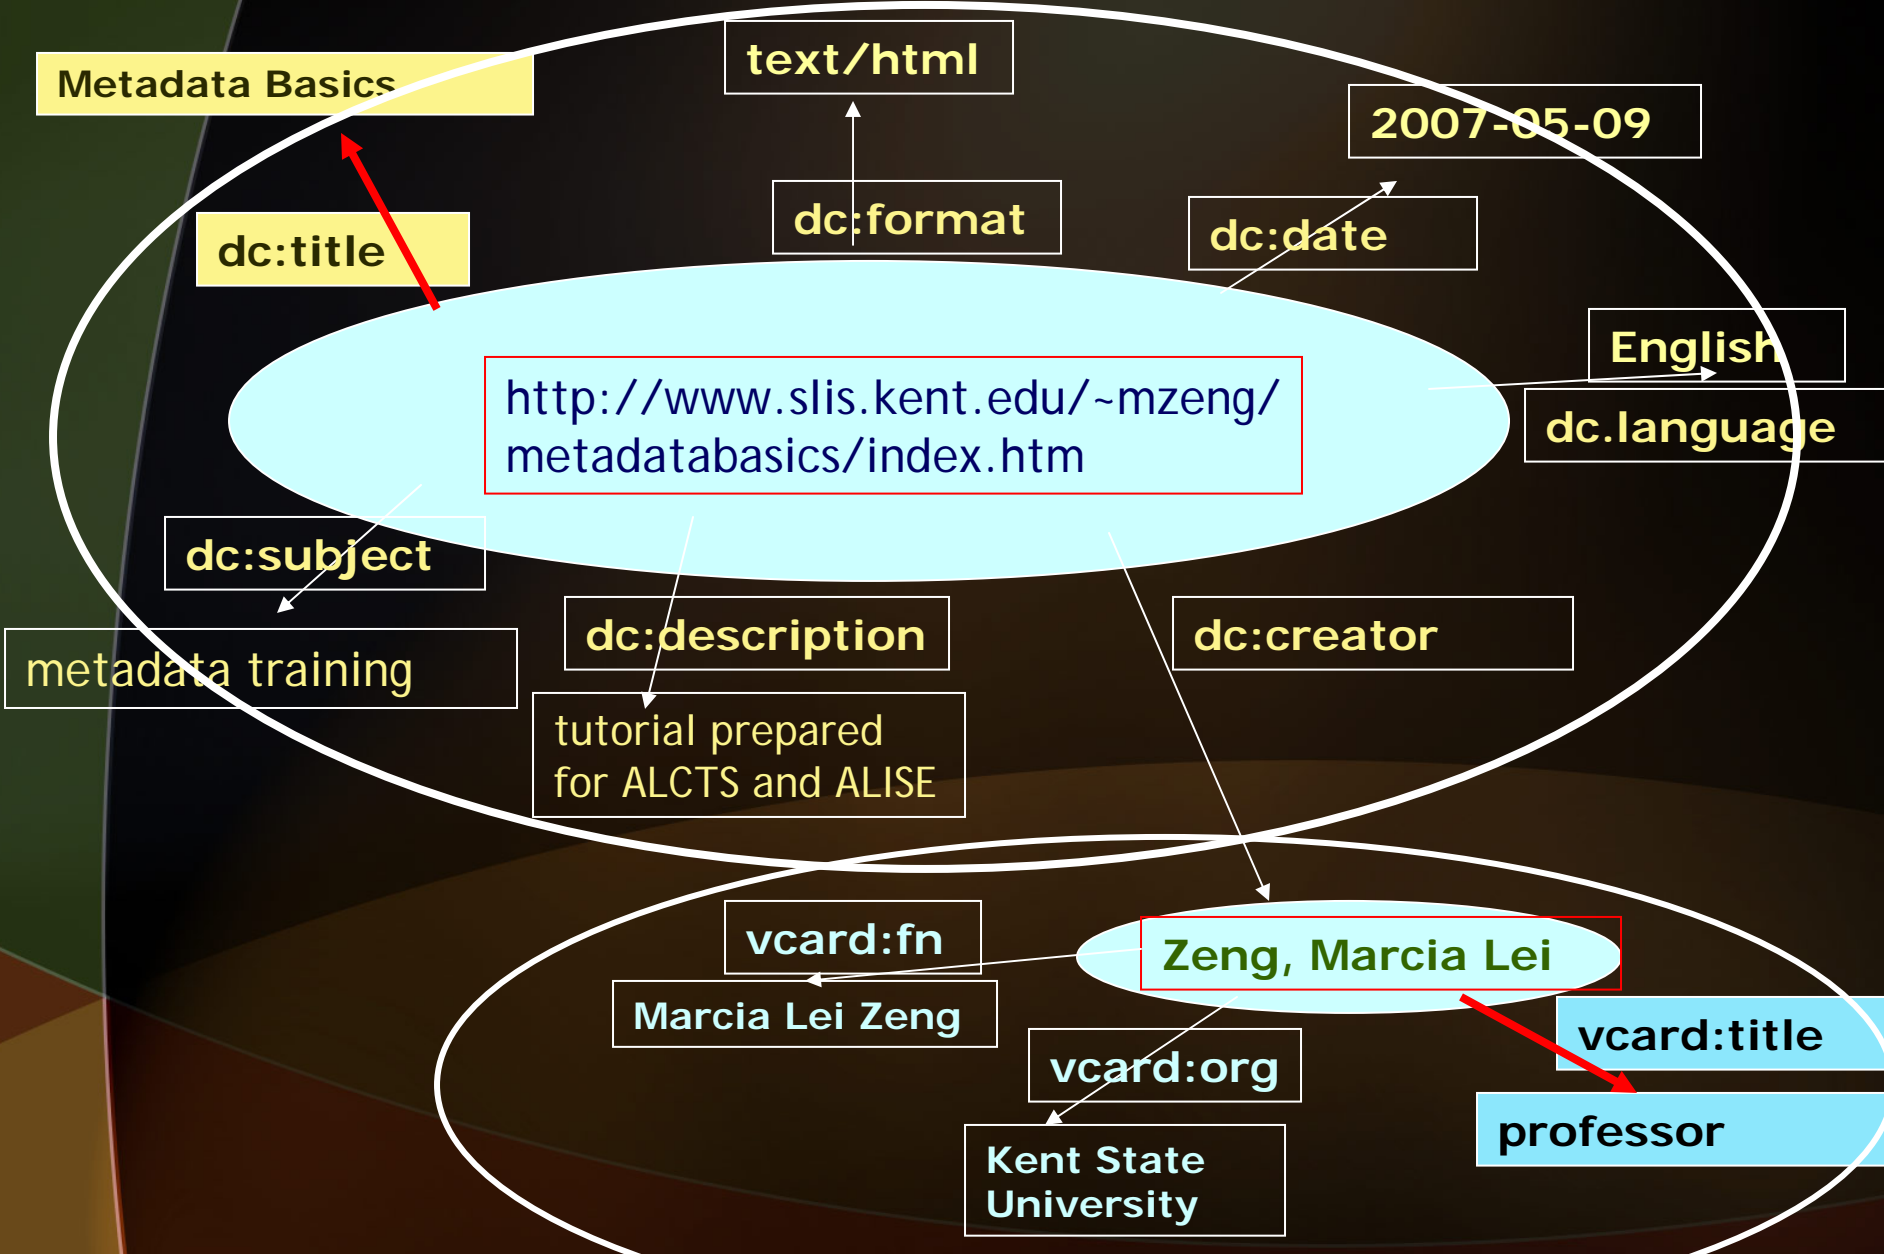 Metadata Basics
text/html
2007-05-09
dc:title
dc:format
dc:date
English
dc.language
http://www.slis.kent.edu/~mzeng/
metadatabasics/index.htm
dc:subject
metadata training
dc:description
tutorial prepared
for ALCTS and ALISE
dc:creator
vcard:fn
Marcia Lei Zeng
Zeng, Marcia Lei
vcard:org
Kent State
University
vcard:title
professor